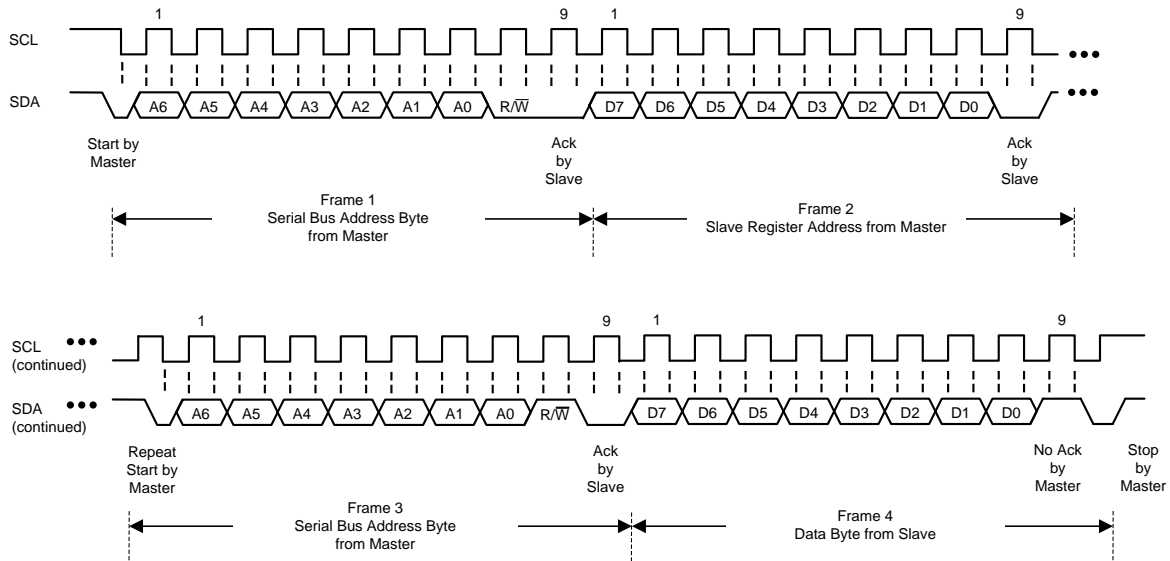 1 9 1 9
SCL
SDA A6 A5 A4 A3 A2 A1 A0 R/W̅ D7 D6 D5 D4 D3 D2 D1 D0
Start by
Master
Ack
by
Slave
Ack
by
Slave
Frame 1
Serial Bus Address Byte
from Master
Frame 2
Slave Register Address from Master
1 9 1 9
SCL
(continued)
SDA
(continued)
A6 A5 A4 A3 A2 A1 A0 R/W̅ D7 D6 D5 D4 D3 D2 D1 D0
Repeat
Start by
Master
Ack
by
Slave
No Ack
by
Master
Stop
by
Master
Frame 3
Serial Bus Address Byte
from Master
Frame 4
Data Byte from Slave